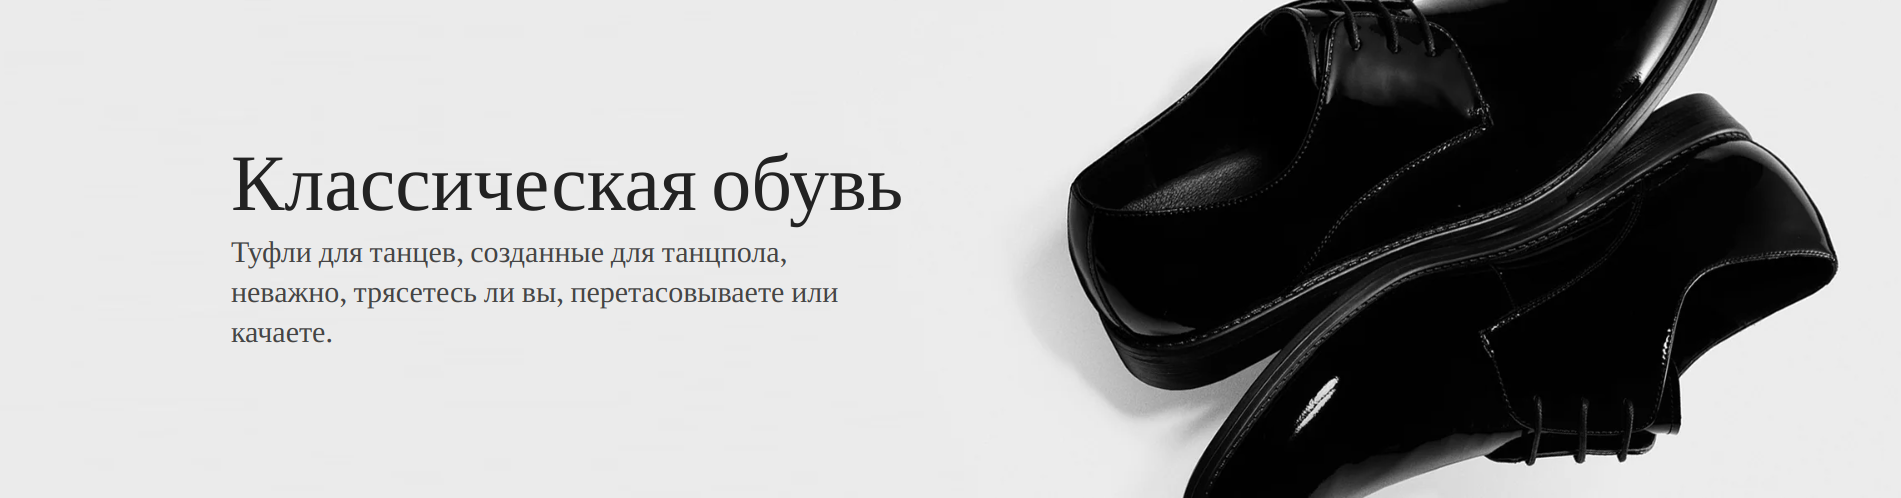 Классическая обувь
Туфли для танцев, созданные для танцпола,
неважно, трясетесь ли вы, перетасовываете или
качаете.